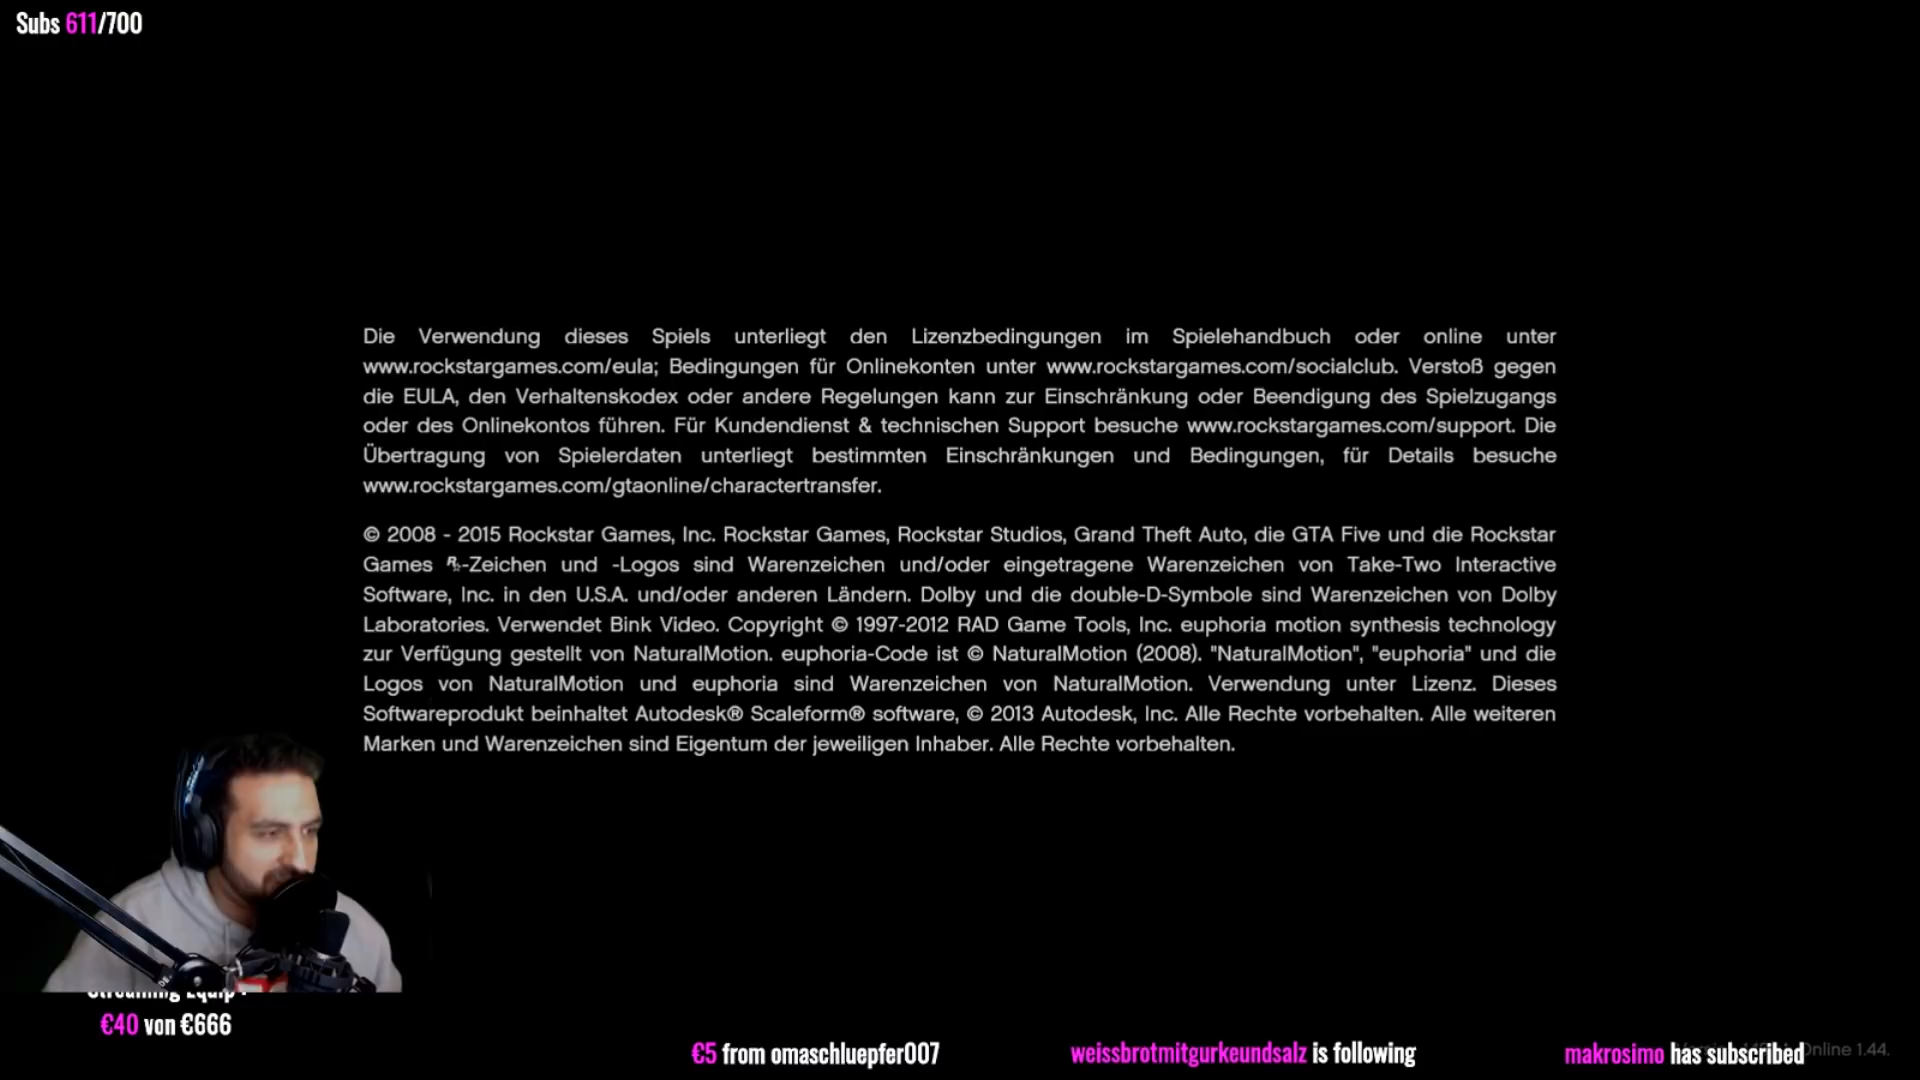 Subs 611/700
Die Verwendung dieses Spiels unterliegt den Lizenzbedingungen im Spielehandbuch oder online unter
www.rockstargames.com/eula; Bedingungen für Onlinekonten unter www.rockstargames.com/socialclub. Verstoß gegen
die EULA, den Verhaltenskodex oder andere Regelungen kann zur Einschränkung oder Beendigung des Spielzugangs
oder des Onlinekontos führen. Für Kundendienst & technischen Support besuche www.rockstargames.com/support. Die
Übertragung von Spielerdaten unterliegt bestimmten Einschränkungen und Bedingungen, für Details besuche
www.rockstargames.com/gtaonline/charactertransfer.
© 2008 - 2015 Rockstar Games, Inc. Rockstar Games, Rockstar Studios, Grand Theft Auto, die GTA Five und die Rockstar
Games R*-Zeichen und -Logos sind Warenzeichen und/oder eingetragene Warenzeichen von Take-Two Interactive
Software, Inc. in den U.S.A. und/oder anderen Ländern. Dolby und die double-D-Symbole sind Warenzeichen von Dolby
Laboratories. Verwendet Bink Video. Copyright © 1997-2012 RAD Game Tools, Inc. euphoria motion synthesis technology
zur Verfügung gestellt von NaturalMotion. euphoria-Code ist © NaturalMotion (2008). "NaturalMotion", "euphoria" und die
Logos von NaturalMotion und euphoria sind Warenzeichen von NaturalMotion. Verwendung unter Lizenz. Dieses
Softwareprodukt beinhaltet Autodesk® Scaleform® software, © 2013 Autodesk, Inc. Alle Rechte vorbehalten. Alle weiteren
Marken und Warenzeichen sind Eigentum der jeweiligen Inhaber. Alle Rechte vorbehalten.
Streaming Equip
€40 von €666
€5 from omaschluepfer007
weissbrotmitgurkeundsalz is following
makrosimo has subscribed
Online 1.44.